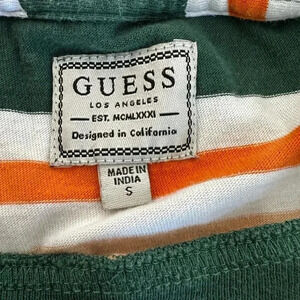 GUESS
LOS ANGELES
EST. MCMLXXXI
Designed in California
MADE IN
INDIA
S